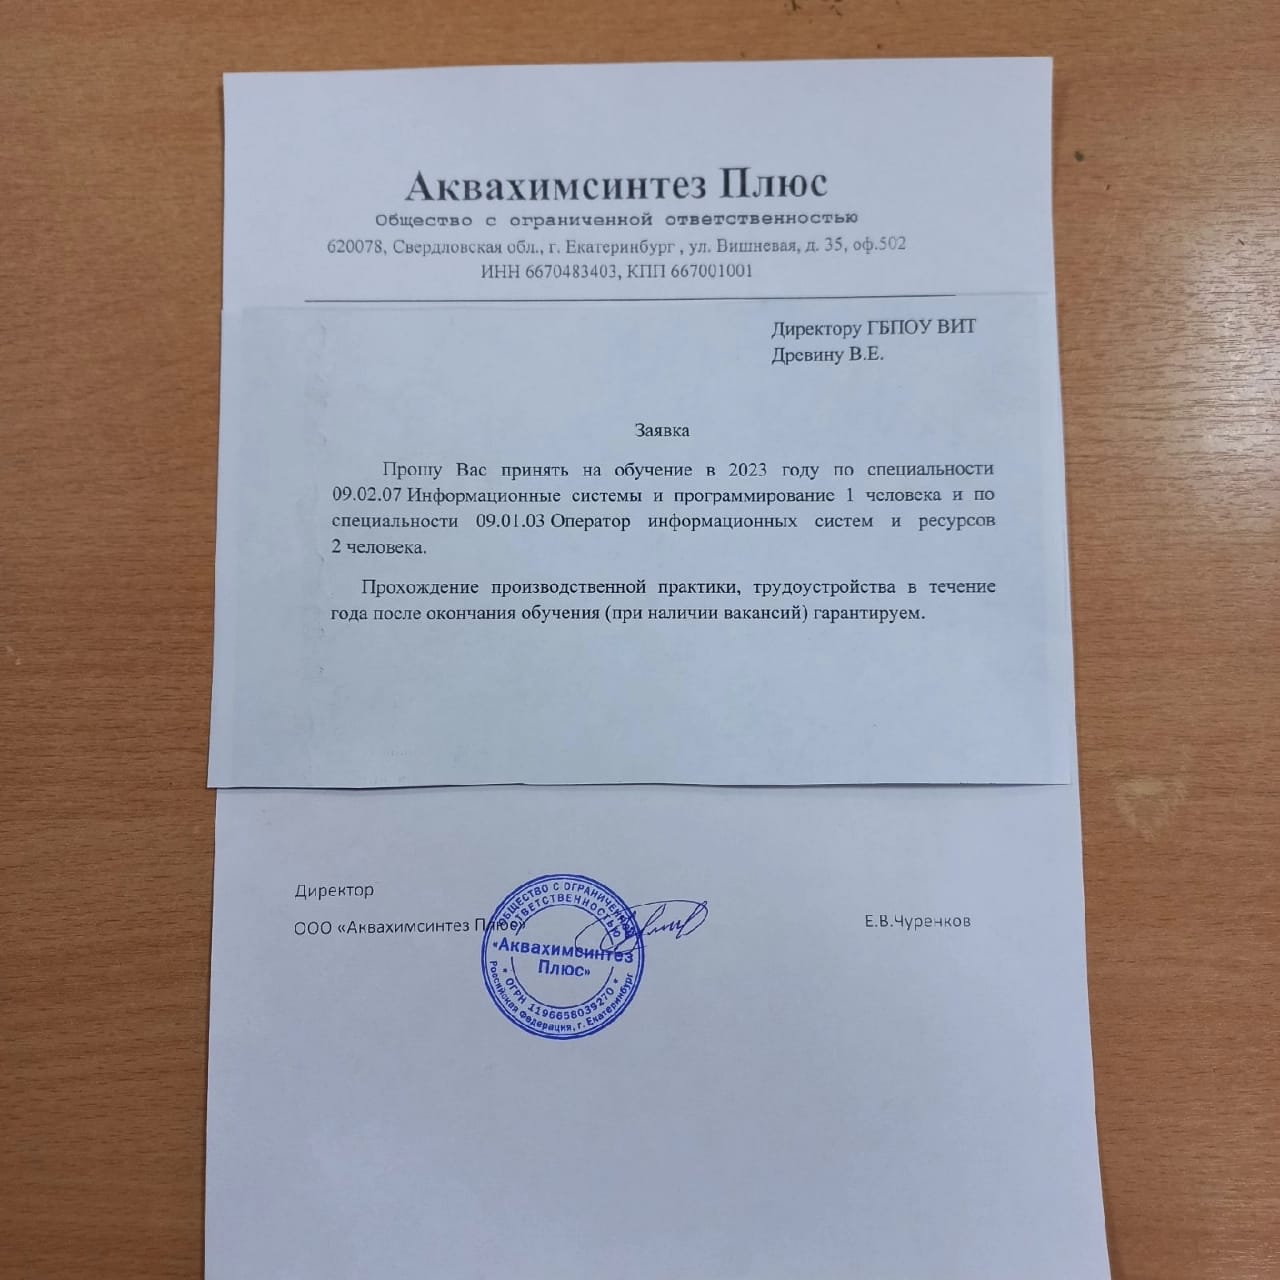 Аквахимсинтез Плюс
Общество с ограниченной ответственностью
620078, Свердловская обл., г. Екатеринбург , ул. Вишневая, д. 35, оф.502
ИНН 6670483403, КПП 667001001
Директору ГБПОУ ВИТ
Древину В.Е.
Заявка
Прошу Вас принять на обучение в 2023 году по специальности
09.02.07 Информационные системы и программирование 1 человека и по
специальности 09.01.03 Оператор информационных систем и ресурсов
2 человека.
Прохождение производственной практики, трудоустройства в течение
года после окончания обучения (при наличии вакансий) гарантируем.
Директор
ООО «Аквахимсинтез Плюс»
Е.В.Чуренков
ОБЩЕСТВО С ОГРАНИЧЕННОЙ
ОТВЕТСТВЕННОСТЬЮ
«Аквахимсинтез
Плюс»
* ОГРН 1196658039270 *
Российская Федерация, г. Екатеринбург